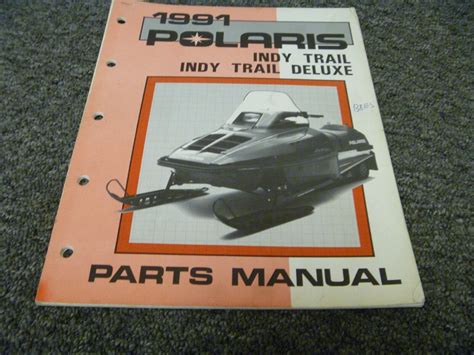 1991
POLARIS
INDY TRAIL
INDY TRAIL DELUXE
POLARIS
PARTS MANUAL